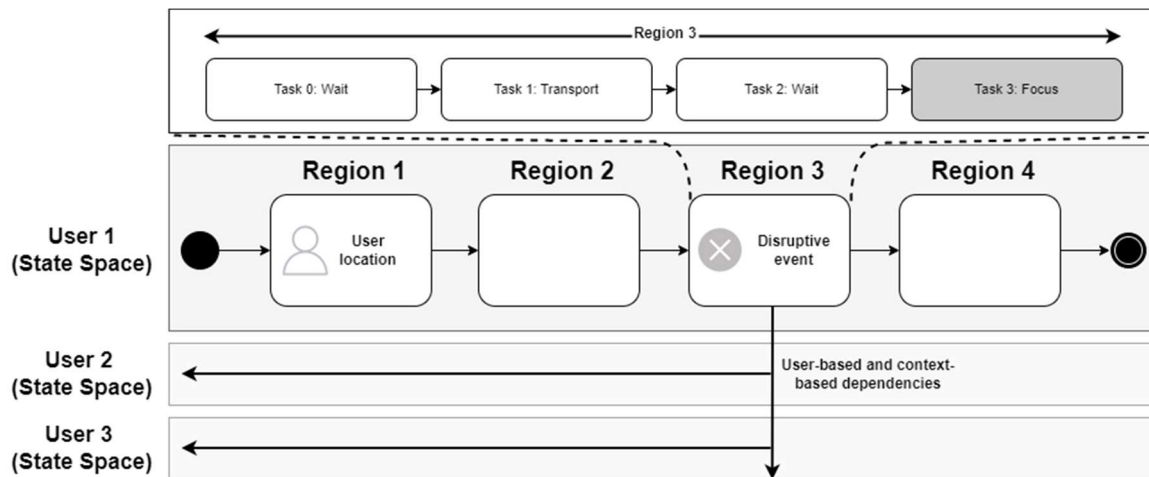 Region 3
Task 0: Wait
Task 1: Transport
Task 2: Wait
Task 3: Focus
Region 1
Region 2
Region 3
Region 4
User 1
(State Space)
User
location
Disruptive
event
User 2
(State Space)
User-based and context-
based dependencies
User 3
(State Space)